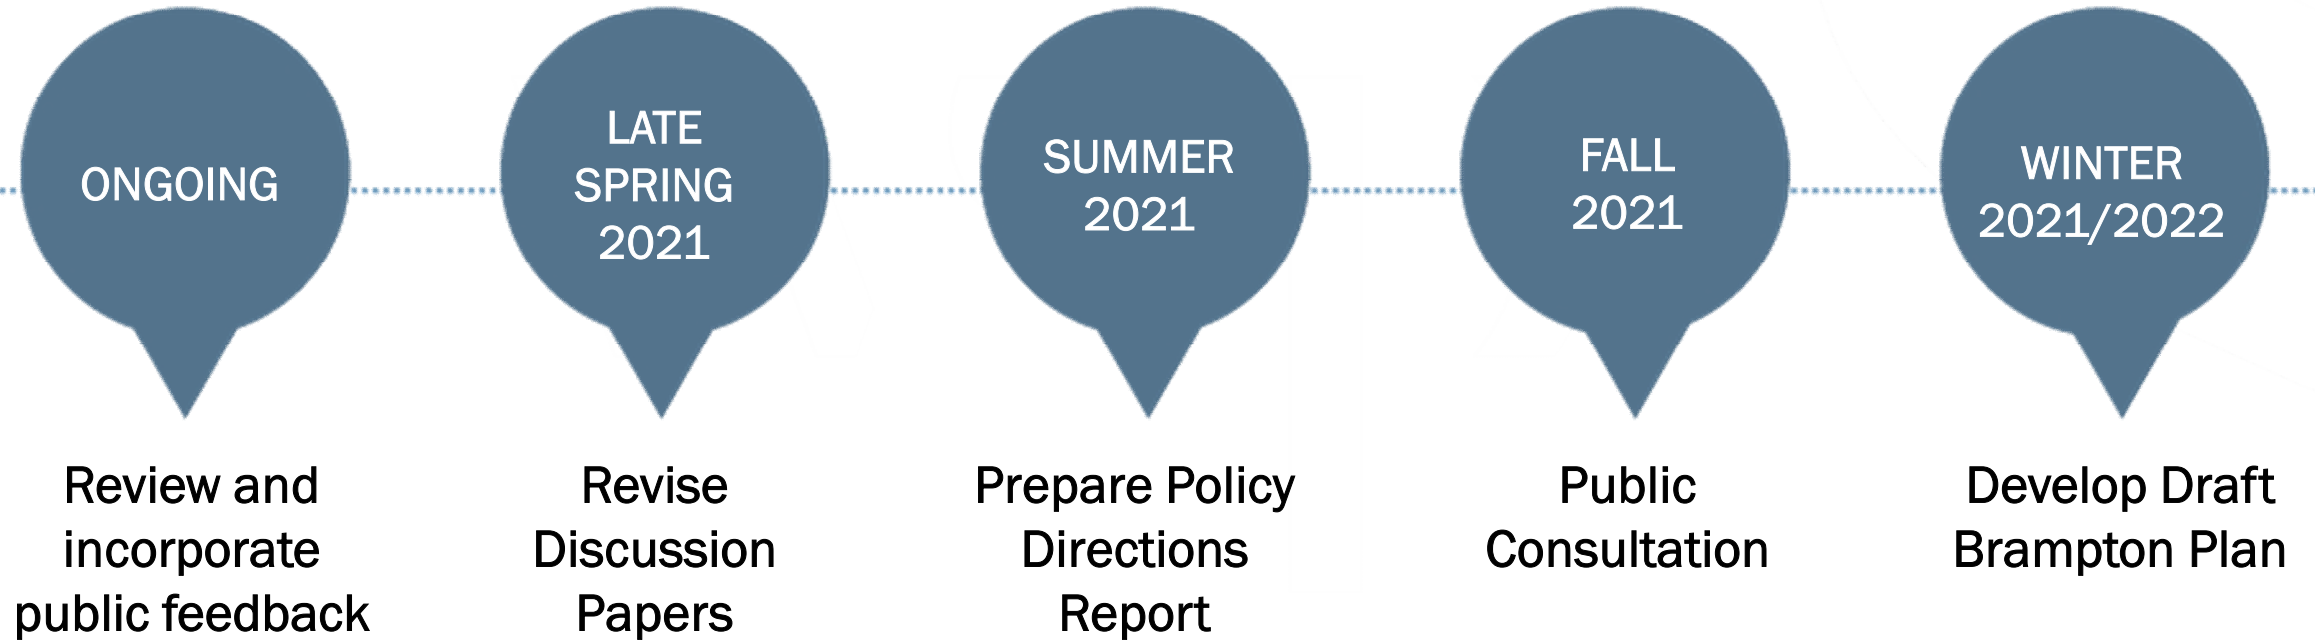 ONGOING
Review and
incorporate
public feedback
LATE
SPRING
2021
Revise
Discussion
Papers
SUMMER
2021
Prepare Policy
Directions
Report
FALL
2021
Public
Consultation
WINTER
2021/2022
Develop Draft
Brampton Plan